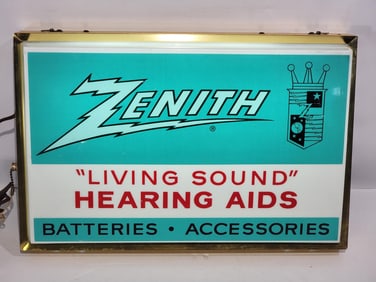 ZENITH ®
"LIVING SOUND"
HEARING AIDS
BATTERIES • ACCESSORIES